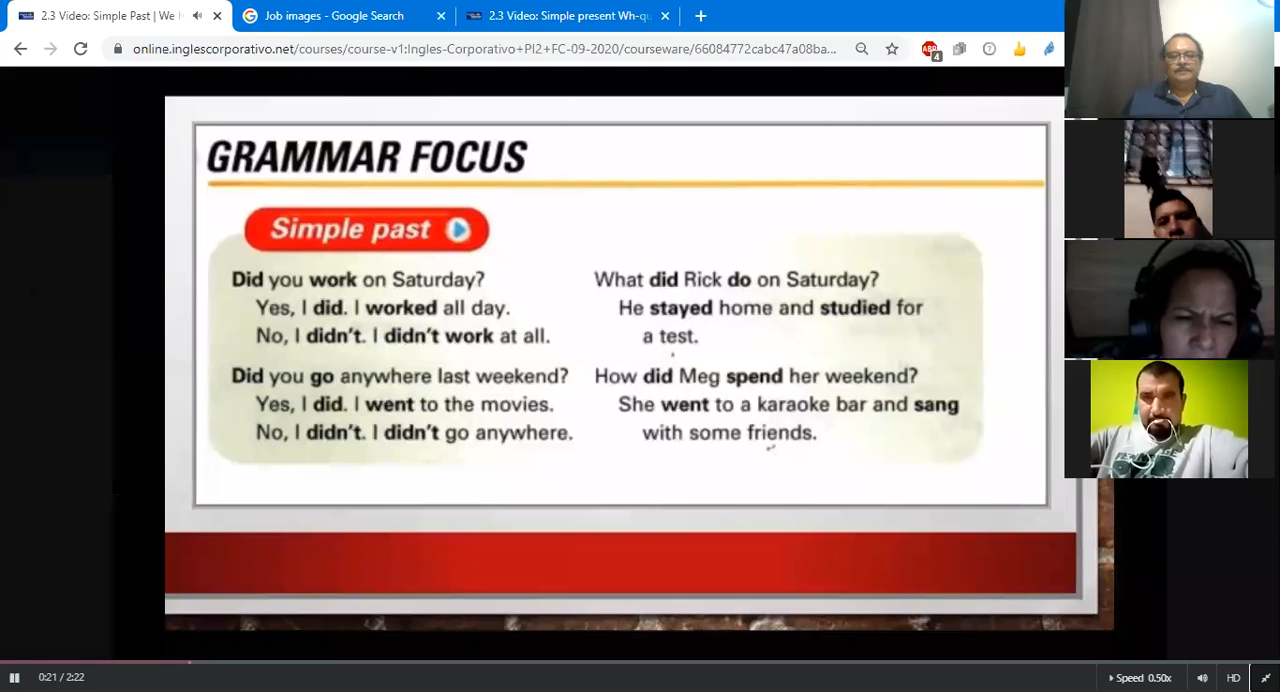 2.3 Video: Simple Past | We h
Job images - Google Search
2.3 Video: Simple present Wh-qu
online.inglescorporativo.net/courses/course-v1:Ingles-Corporativo+PI2+FC-09-2020/courseware/66084772cabc47a08ba...
ABP
4
GRAMMAR FOCUS
Simple past
Did you work on Saturday?
Yes, I did. I worked all day.
No, I didn't. I didn't work at all.
Did you go anywhere last weekend?
Yes, I did. I went to the movies.
No, I didn't. I didn't go anywhere.
What did Rick do on Saturday?
He stayed home and studied for
a test.
How did Meg spend her weekend?
She went to a karaoke bar and sang
with some friends.
0:21 / 2:22
Speed 0.50x
HD